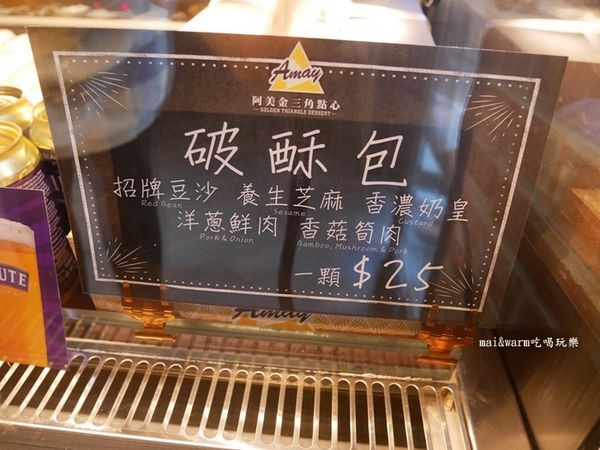 Amay
阿美金三角點心
GOLDEN TRIANGLE DESSERT
破酥包
招牌豆沙 養生芝麻 香濃奶皇
Red Bean Sesame Custard
洋蔥鮮肉 香菇筍肉
Pork & Onion Bamboo, Mushroom & Pork
一顆 $25
Amay
UTE
mai&warm吃喝玩樂